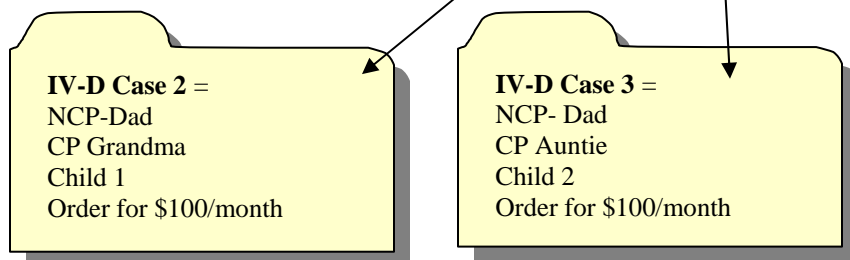 IV-D Case 2 =
NCP-Dad
CP Grandma
Child 1
Order for $100/month
IV-D Case 3 =
NCP- Dad
CP Auntie
Child 2
Order for $100/month